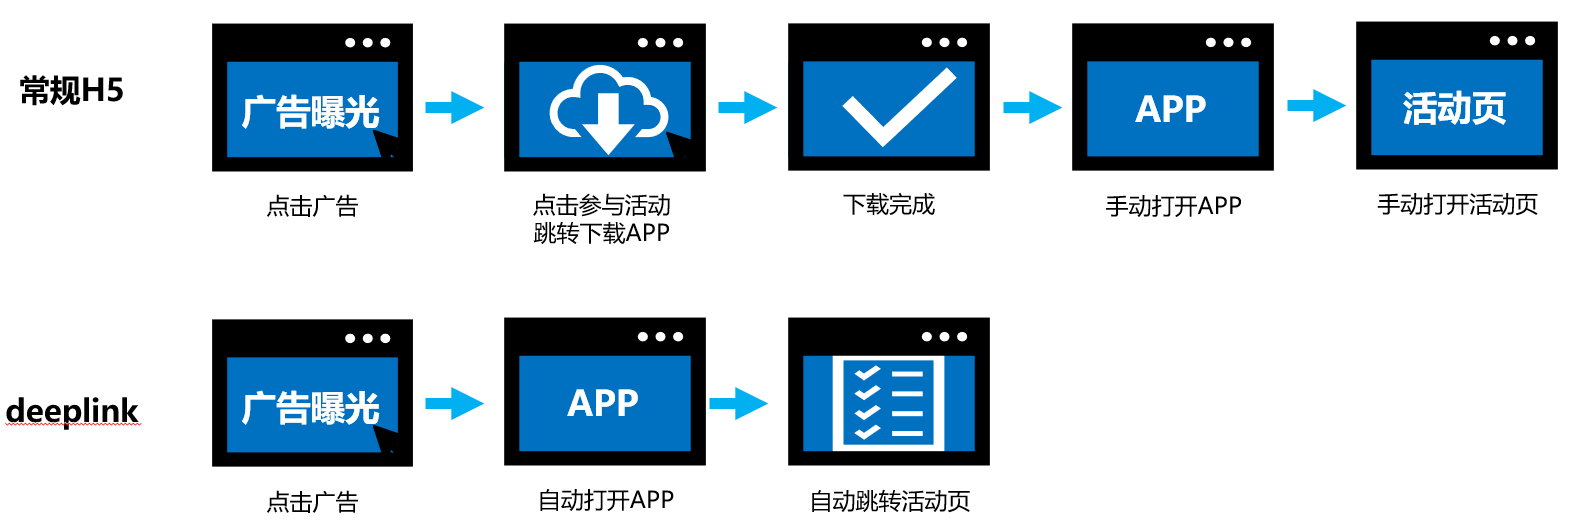 常规H5
广告曝光
APP
活动页
点击广告
点击参与活动
跳转下载APP
下载完成
手动打开APP
手动打开活动页
deeplink
广告曝光
APP
点击广告
自动打开APP
自动跳转活动页